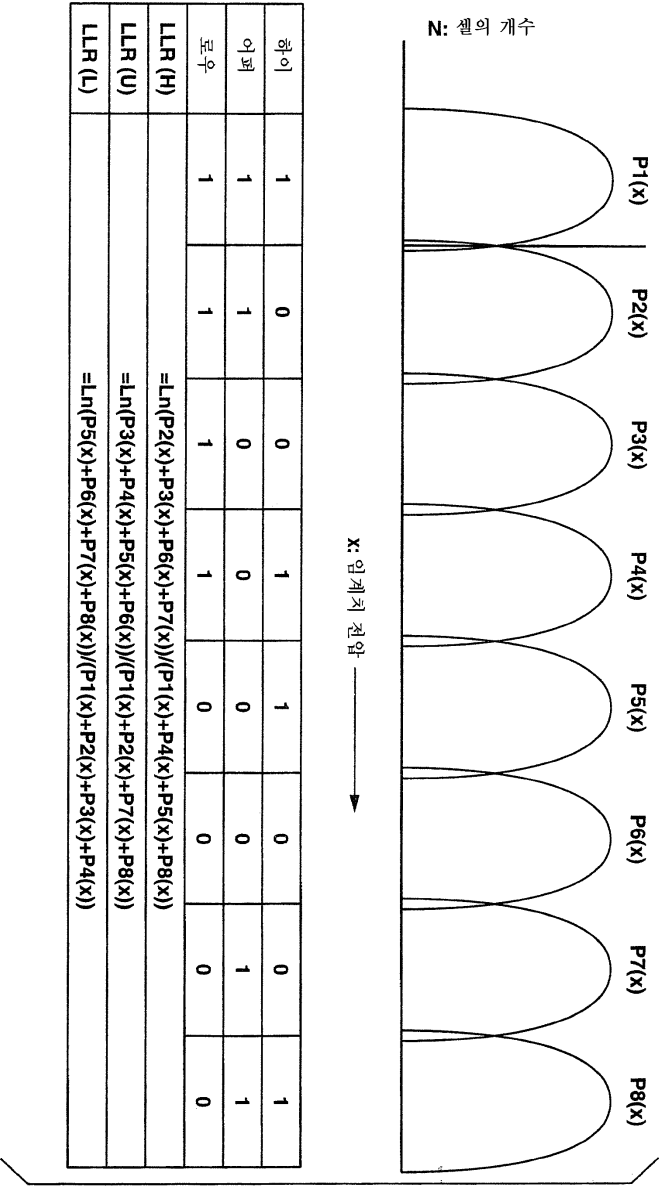 N: 셀의 개수
P1(x) P2(x) P3(x) P4(x) P5(x) P6(x) P7(x) P8(x)
x: 임계치 전압
하이 1 0 0 1 1 0 0 1
어퍼 1 1 0 0 0 0 1 1
로우 1 1 1 1 0 0 0 0
LLR (H) =Ln(P2(x)+P3(x)+P6(x)+P7(x))/(P1(x)+P4(x)+P5(x)+P8(x))
LLR (U) =Ln(P3(x)+P4(x)+P5(x)+P6(x))/(P1(x)+P2(x)+P7(x)+P8(x))
LLR (L) =Ln(P5(x)+P6(x)+P7(x)+P8(x))/(P1(x)+P2(x)+P3(x)+P4(x))